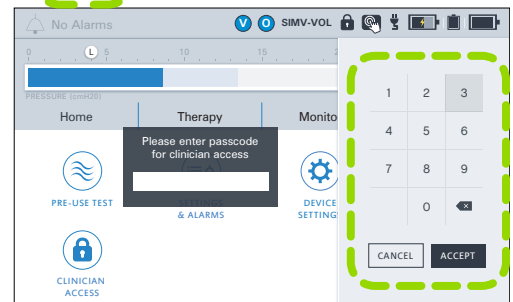 No Alarms
V O SIMV-VOL
0 L 5 10 15
PRESSURE (cmH2O)
Home Therapy Monito
Please enter passcode
for clinician access
PRE-USE TEST
& ALARMS
DEVICE
SETTING
CLINICIAN
ACCESS
1 2 3
4 5 6
7 8 9
0
CANCEL ACCEPT